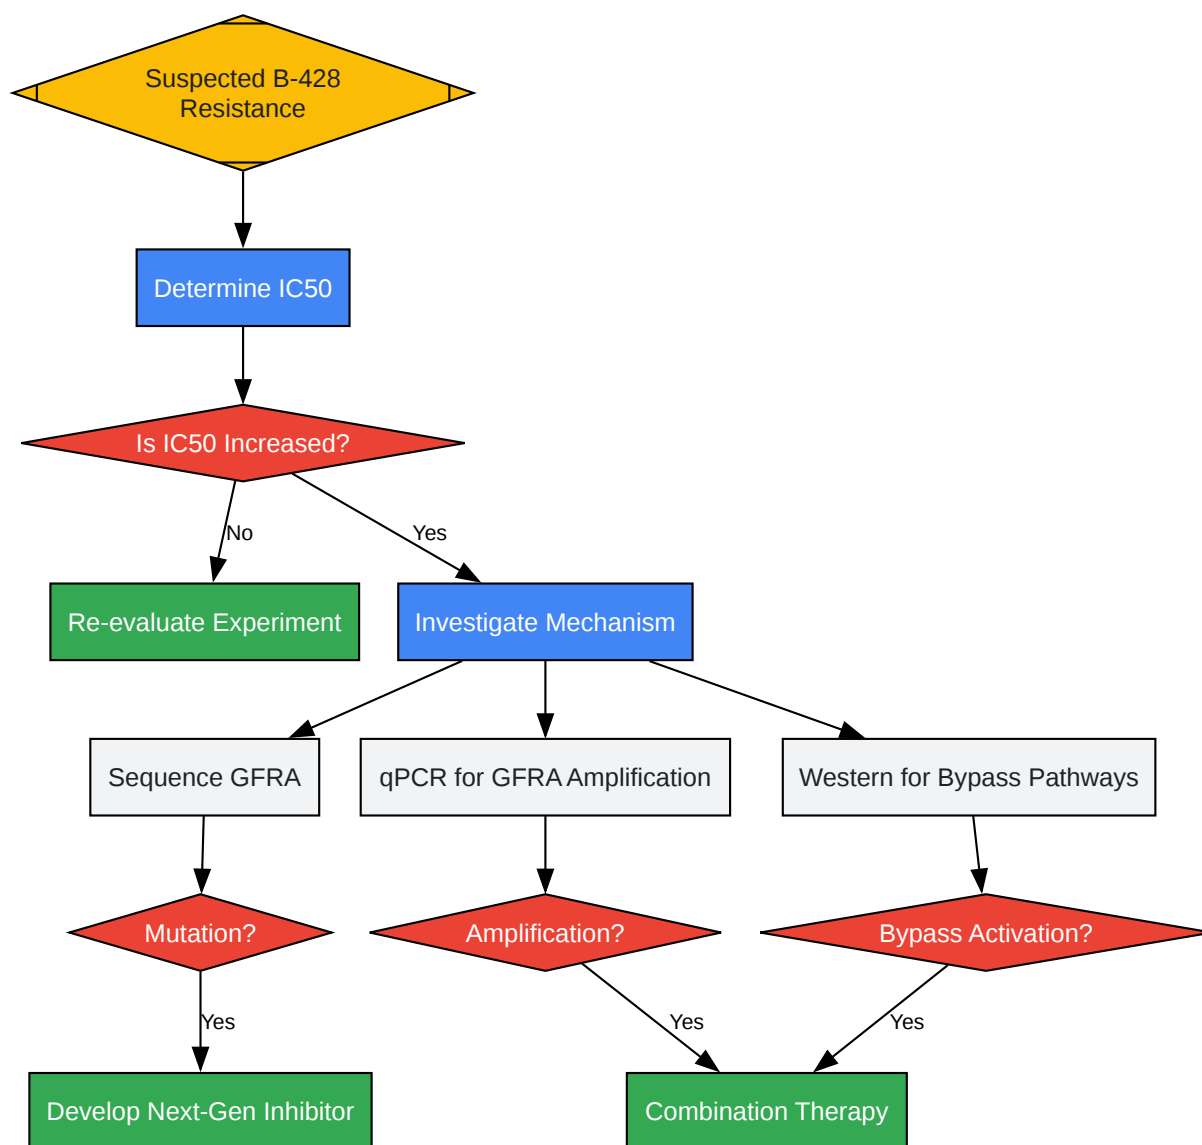 Suspected B-428
Resistance
Determine IC50
Is IC50 Increased?
No
Yes
Re-evaluate Experiment
Investigate Mechanism
Sequence GFRA
qPCR for GFRA Amplification
Western for Bypass Pathways
Mutation?
Amplification?
Bypass Activation?
Yes
Yes
Yes
Develop Next-Gen Inhibitor
Combination Therapy